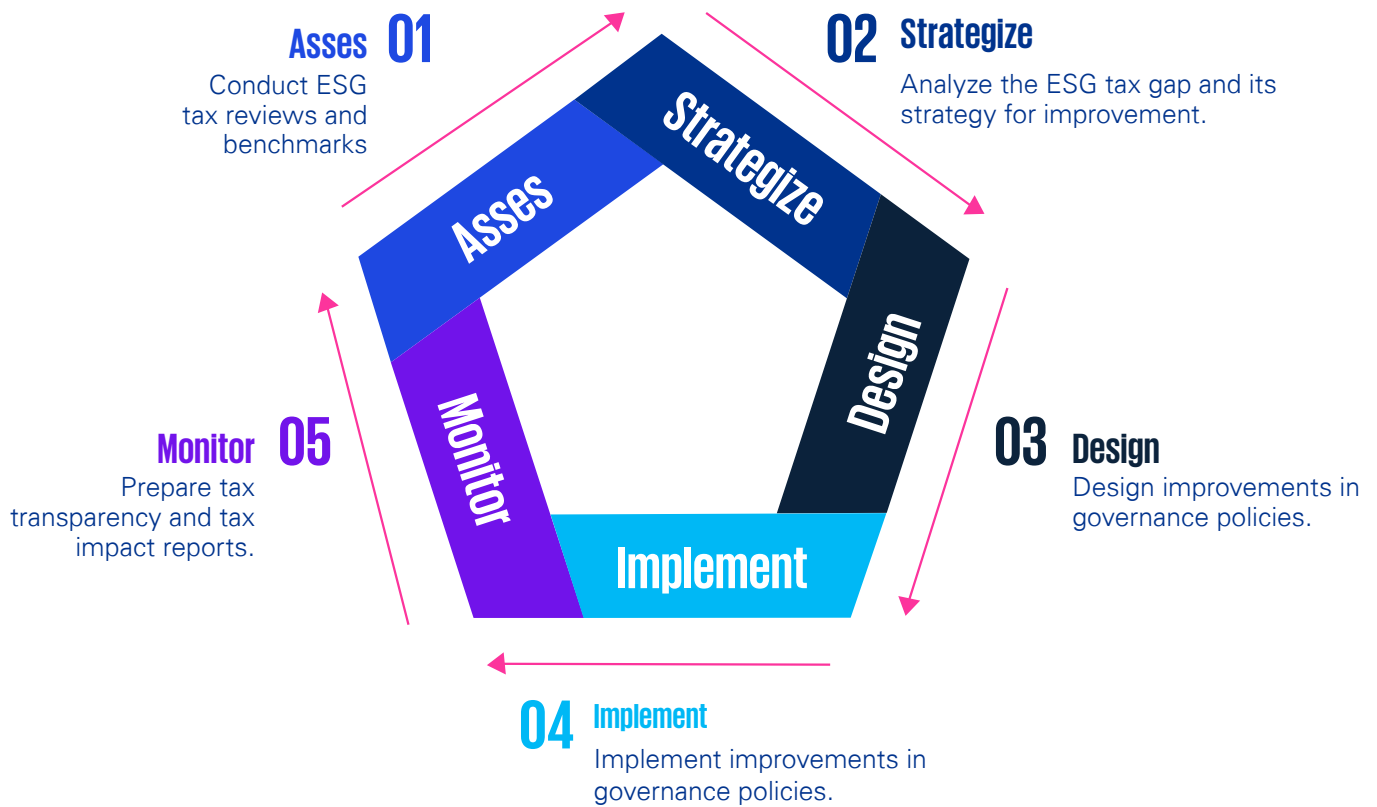 Asses 01
Conduct ESG
tax reviews and
benchmarks
02 Strategize
Analyze the ESG tax gap and its
strategy for improvement.
Strategize
Asses
Design
Monitor
Implement
03 Design
Design improvements in
governance policies.
04 Implement
Implement improvements in
governance policies.
Monitor 05
Prepare tax
transparency and tax
impact reports.